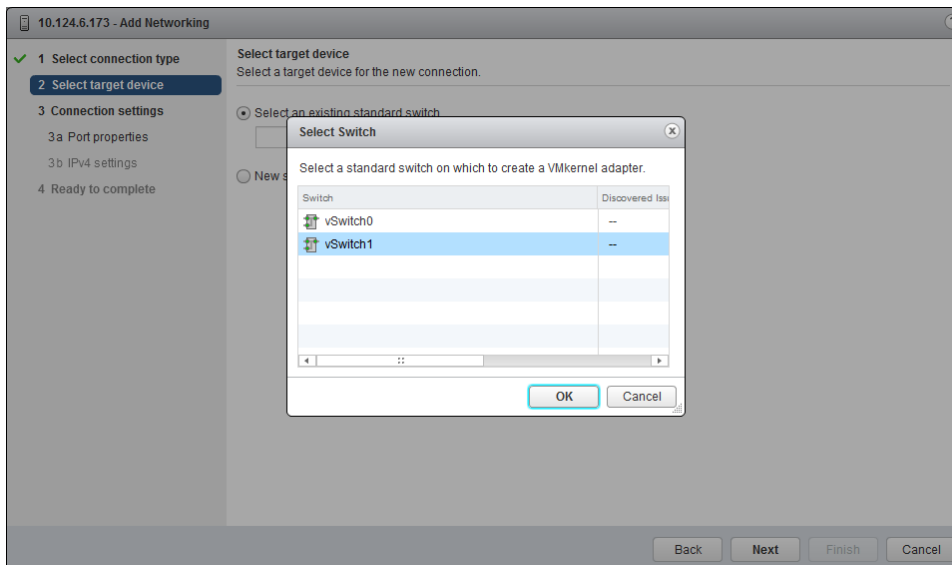 10.124.6.173 - Add Networking
1 Select connection type
2 Select target device
3 Connection settings
3a Port properties
3b IPv4 settings
4 Ready to complete
Select target device
Select a target device for the new connection.
Select an existing standard switch
New s
Select Switch
Select a standard switch on which to create a VMkernel adapter.
Switch Discovered Iss
vSwitch0 --
vSwitch1 --
OK Cancel
Back Next Finish Cancel